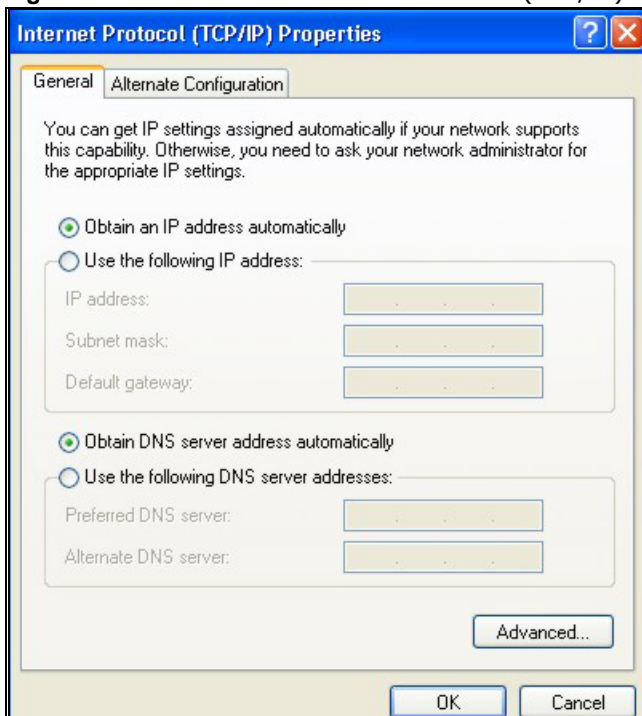 Internet Protocol (TCP/IP) Properties
General
Alternate Configuration
You can get IP settings assigned automatically if your network supports
this capability. Otherwise, you need to ask your network administrator for
the appropriate IP settings.
Obtain an IP address automatically
Use the following IP address:
IP address:
Subnet mask:
Default gateway:
Obtain DNS server address automatically
Use the following DNS server addresses:
Preferred DNS server:
Alternate DNS server:
Advanced...
OK
Cancel